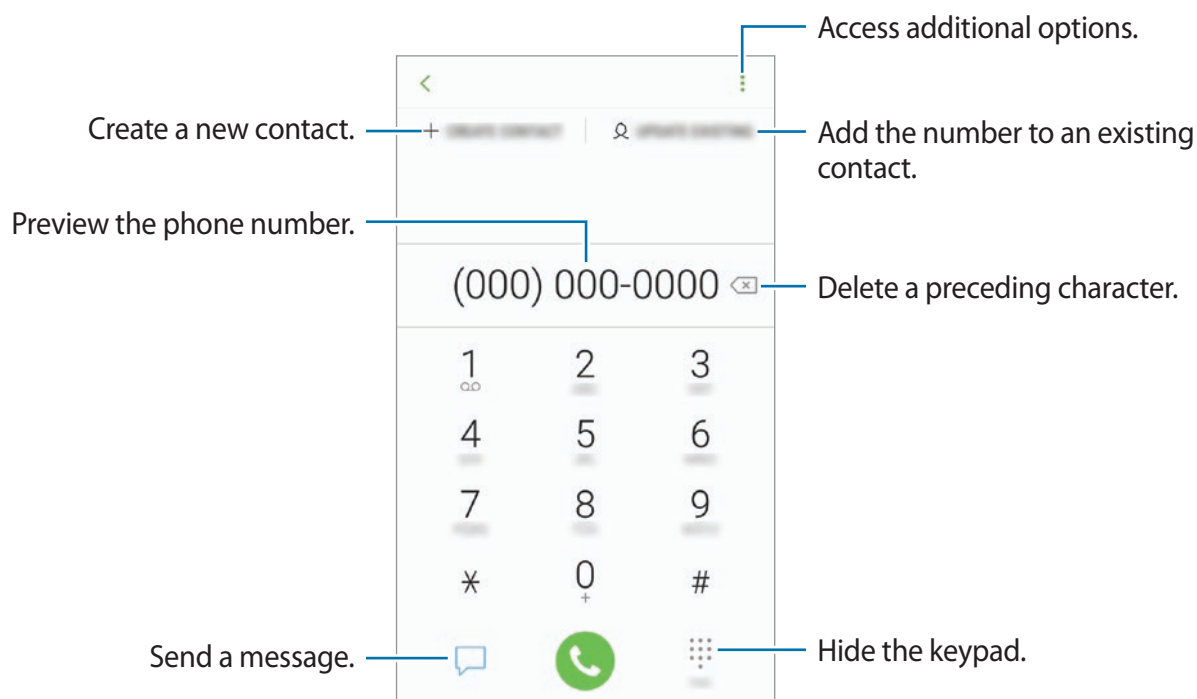 Access additional options.
Create a new contact.
Add the number to an existing
contact.
Preview the phone number.
(000) 000-0000
Delete a preceding character.
1 2 3
4 5 6
7 8 9
* 0 #
+
Send a message.
Hide the keypad.